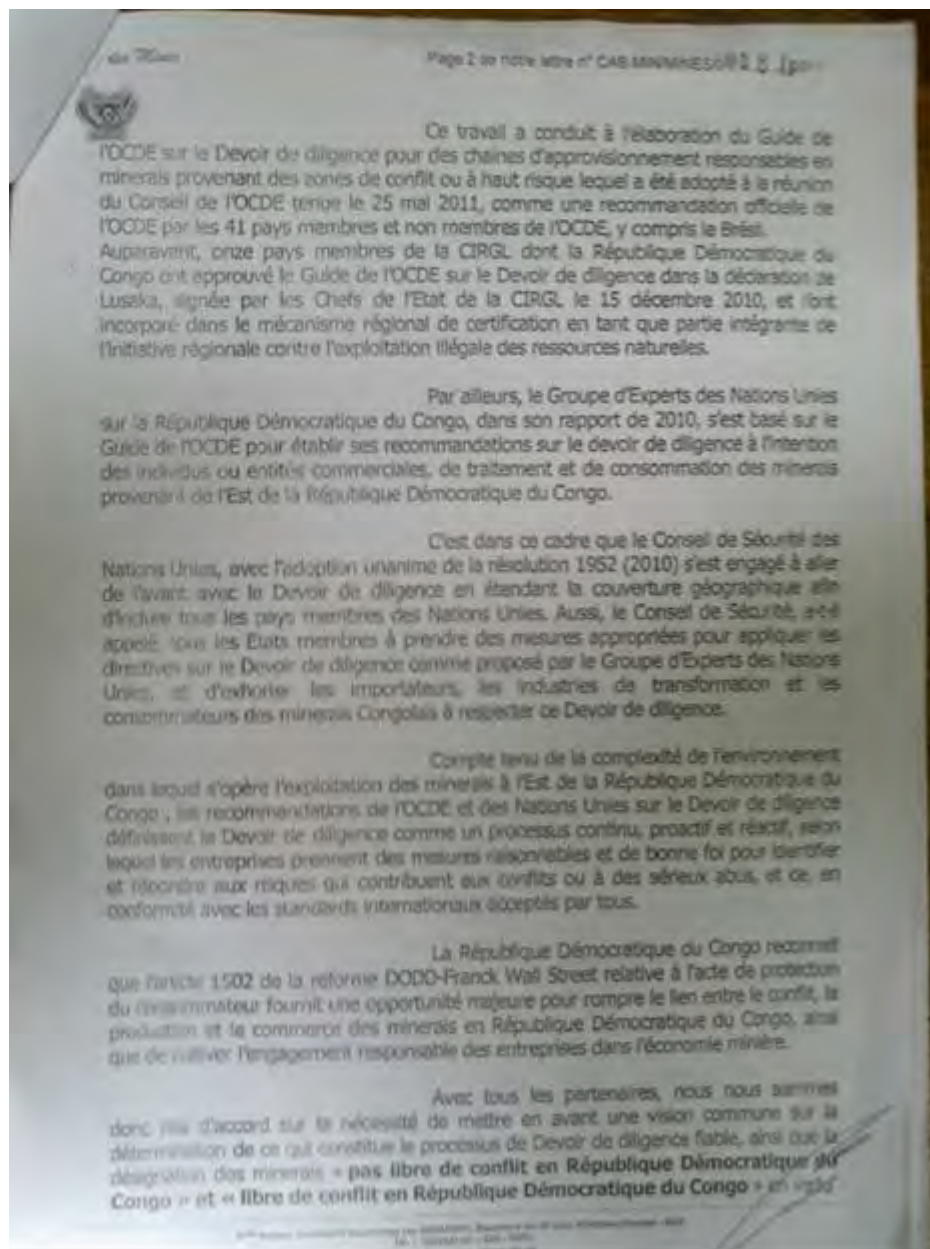 des Mines
Page 2 de notre lettre n° CAB.MIN/MINES/
Ce travail a conduit à l'élaboration du Guide de
l'OCDE sur le Devoir de diligence pour des chaînes d'approvisionnement responsables en
minerais provenant des zones de conflit ou à haut risque lequel a été adopté à la réunion
du Conseil de l'OCDE tenue le 25 mai 2011, comme une recommandation officielle de
l'OCDE par les 41 pays membres et non membres de l'OCDE, y compris le Brésil.
Auparavant, onze pays membres de la CIRGL dont la République Démocratique du
Congo ont approuvé le Guide de l'OCDE sur le Devoir de diligence dans la déclaration de
Lusaka, signée par les Chefs de l'Etat de la CIRGL le 15 décembre 2010, et l'ont
incorporé dans le mécanisme régional de certification en tant que partie intégrante de
l'Initiative régionale contre l'exploitation illégale des ressources naturelles.
Par ailleurs, le Groupe d'Experts des Nations Unies
sur la République Démocratique du Congo, dans son rapport de 2010, s'est basé sur le
Guide de l'OCDE pour établir ses recommandations sur le devoir de diligence à l'intention
des individus ou entités commerciales, de traitement et de consommation des minerais
provenant de l'Est de la République Démocratique du Congo.
C'est dans ce cadre que le Conseil de Sécurité des
Nations Unies, avec l'adoption unanime de la résolution 1952 (2010) s'est engagé à aller
de l'avant avec le Devoir de diligence en étendant la couverture géographique afin
d'inclure tous les pays membres des Nations Unies. Aussi, le Conseil de Sécurité, a-t-il
appelé tous les Etats membres à prendre des mesures appropriées pour appliquer les
directives sur le Devoir de diligence comme proposé par le Groupe d'Experts des Nations
Unies, et d'exhorter les importateurs, les industries de transformation et les
consommateurs des minerais Congolais à respecter ce Devoir de diligence.
Compte tenu de la complexité de l'environnement
dans lequel s'opère l'exploitation des minerais à l'Est de la République Démocratique du
Congo , les recommandations de l'OCDE et des Nations Unies sur le Devoir de diligence
définissent le Devoir de diligence comme un processus continu, proactif et réactif, selon
lequel les entreprises prennent des mesures raisonnables et de bonne foi pour identifier
et répondre aux risques qui contribuent aux conflits ou à des sérieux abus, et ce, en
conformité avec les standards internationaux acceptés par tous.
La République Démocratique du Congo reconnaît
que l'article 1502 de la réforme DODD-Franck Wall Street relative à l'acte de protection
du consommateur fournit une opportunité majeure pour rompre le lien entre le conflit, la
production et le commerce des minerais en République Démocratique du Congo, ainsi
que de cultiver l'engagement responsable des entreprises dans l'économie minière.
Avec tous les partenaires, nous nous sommes
donc mis d'accord sur la nécessité de mettre en avant une vision commune sur la
détermination de ce qui constitue le processus de Devoir de diligence fiable, ainsi que la
désignation des minerais « pas libre de conflit en République Démocratique du
Congo » et « libre de conflit en République Démocratique du Congo » en